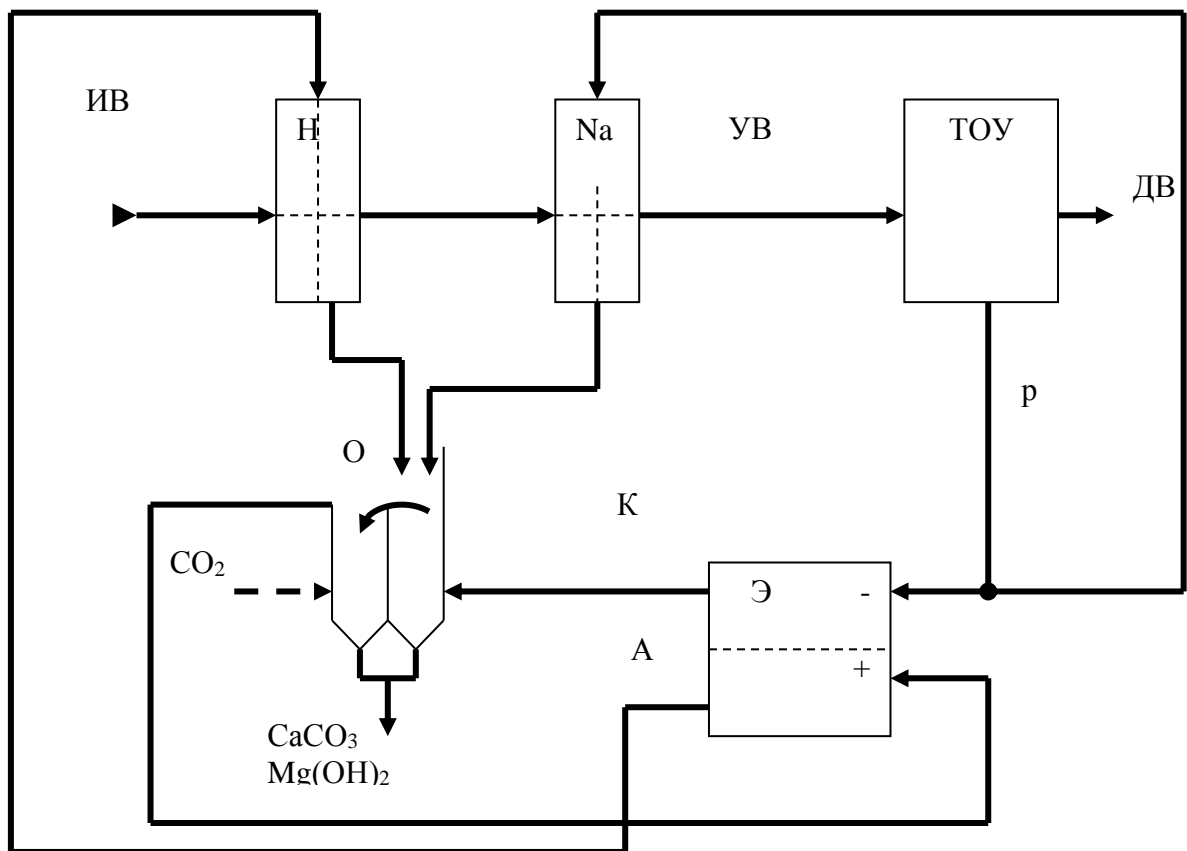 ИВ
Н
Na
УВ
ТОУ
ДВ
р
О
К
CO₂
Э
-
А
+
CaCO₃
Mg(OH)₂